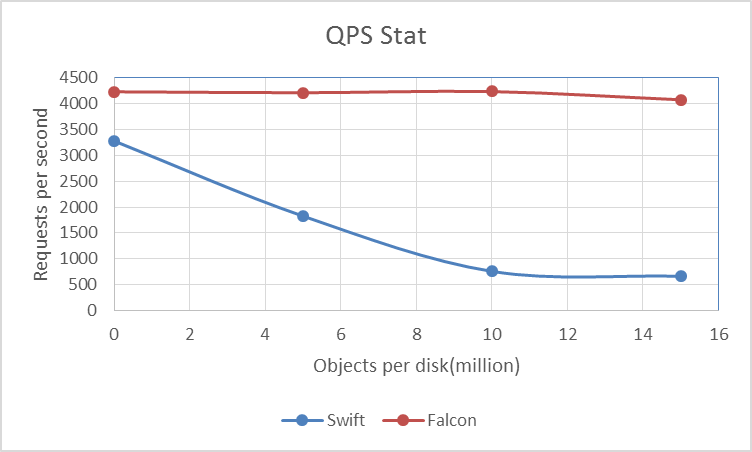 QPS Stat
4500
4000
3500
3000
2500
2000
1500
1000
500
0
Requests per second
0 2 4 6 8 10 12 14 16
Objects per disk(million)
Swift Falcon